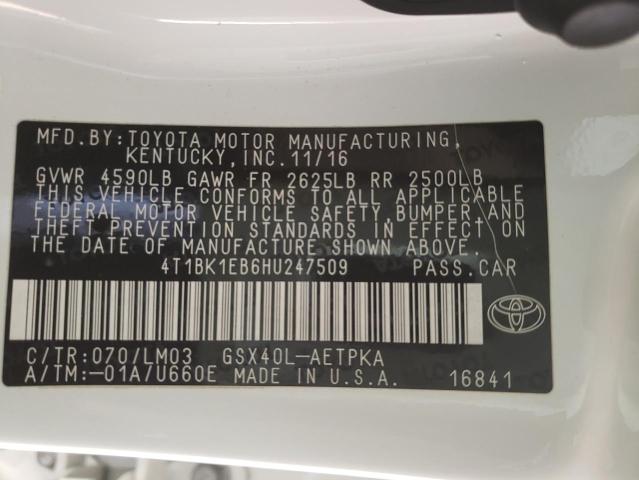 MFD.BY:TOYOTA MOTOR MANUFACTURING,
KENTUCKY,INC.11/16
GVWR 4590LB GAWR FR 2625LB RR 2500LB
THIS VEHICLE CONFORMS TO ALL APPLICABLE
FEDERAL MOTOR VEHICLE SAFETY,BUMPER,AND
THEFT PREVENTION STANDARDS IN EFFECT ON
THE DATE OF MANUFACTURE SHOWN ABOVE.
4T1BK1EB6HU247509 PASS.CAR
C/TR:070/LM03 GSX40L-AETPKA
A/TM:-01A/U660E MADE IN U.S.A. 16841